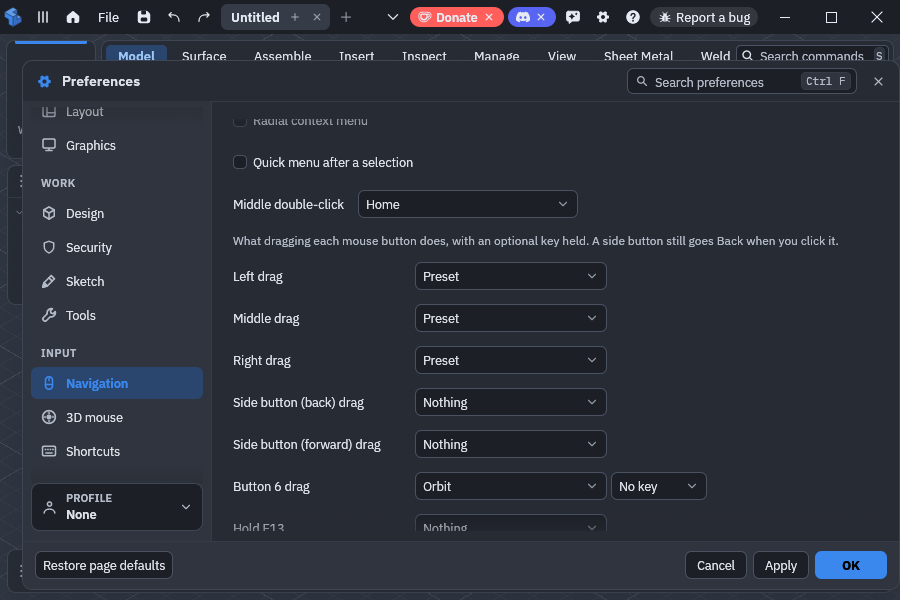 File
Untitled
Donate
Report a bug
Model Surface Assemble Insert Inspect Manage View Sheet Metal Weld
Search commands S
Preferences
Search preferences Ctrl F
Layout
Graphics
WORK
Design
Security
Sketch
Tools
INPUT
Navigation
3D mouse
Shortcuts
PROFILE
None
Radial context menu
Quick menu after a selection
Middle double-click Home
What dragging each mouse button does, with an optional key held. A side button still goes Back when you click it.
Left drag Preset
Middle drag Preset
Right drag Preset
Side button (back) drag Nothing
Side button (forward) drag Nothing
Button 6 drag Orbit No key
Hold F13 Nothing
Restore page defaults
Cancel Apply OK